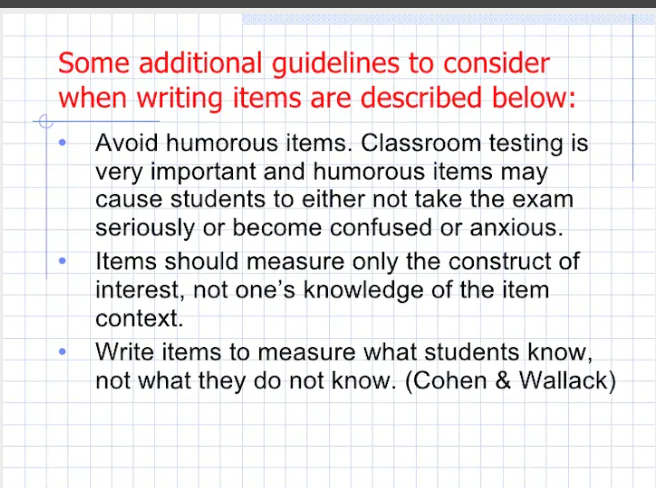 Some additional guidelines to consider
when writing items are described below:
• Avoid humorous items. Classroom testing is
very important and humorous items may
cause students to either not take the exam
seriously or become confused or anxious.
• Items should measure only the construct of
interest, not one’s knowledge of the item
context.
• Write items to measure what students know,
not what they do not know. (Cohen & Wallack)